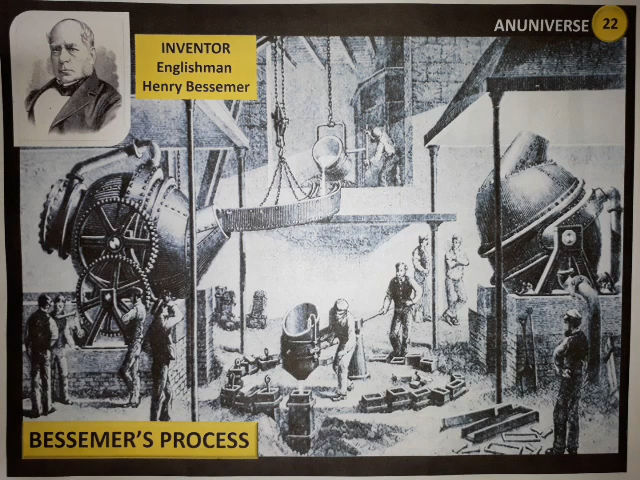 ANUNIVERSE 22
INVENTOR
Englishman
Henry Bessemer
BESSEMER'S PROCESS